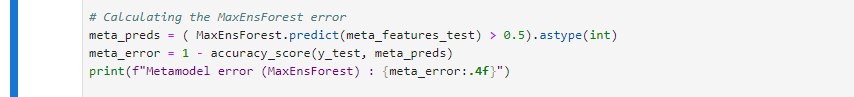 # Calculating the MaxEnsForest error
meta_preds = ( MaxEnsForest.predict(meta_features_test) > 0.5).astype(int)
meta_error = 1 - accuracy_score(y_test, meta_preds)
print(f"Metamodel error (MaxEnsForest) : {meta_error:.4f}")